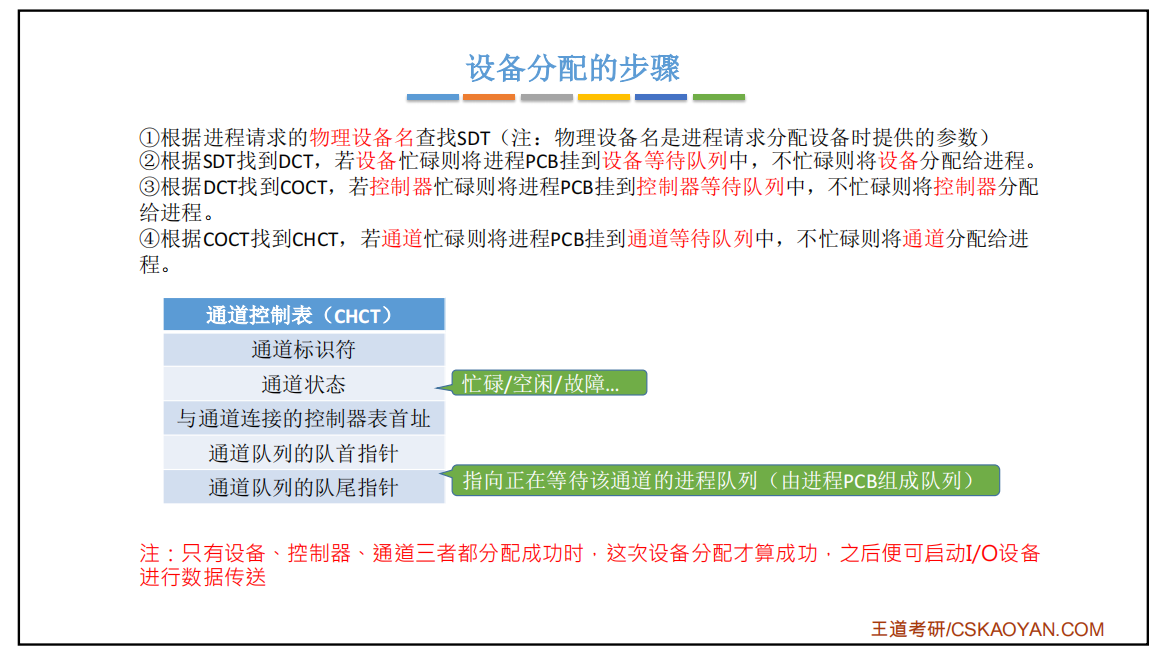 设备分配的步骤
①根据进程请求的物理设备名查找SDT（注：物理设备名是进程请求分配设备时提供的参数）
②根据SDT找到DCT，若设备忙碌则将进程PCB挂到设备等待队列中，不忙碌则将设备分配给进程。
③根据DCT找到COCT，若控制器忙碌则将进程PCB挂到控制器等待队列中，不忙碌则将控制器分配
给进程。
④根据COCT找到CHCT，若通道忙碌则将进程PCB挂到通道等待队列中，不忙碌则将通道分配给进
程。
通道控制表（CHCT）
通道标识符
通道状态
忙碌/空闲/故障...
与通道连接的控制器表首址
通道队列的队首指针
指向正在等待该通道的进程队列（由进程PCB组成队列）
通道队列的队尾指针
注：只有设备、控制器、通道三者都分配成功时，这次设备分配才算成功，之后便可启动I/O设备
进行数据传送
王道考研/CSKAOYAN.COM